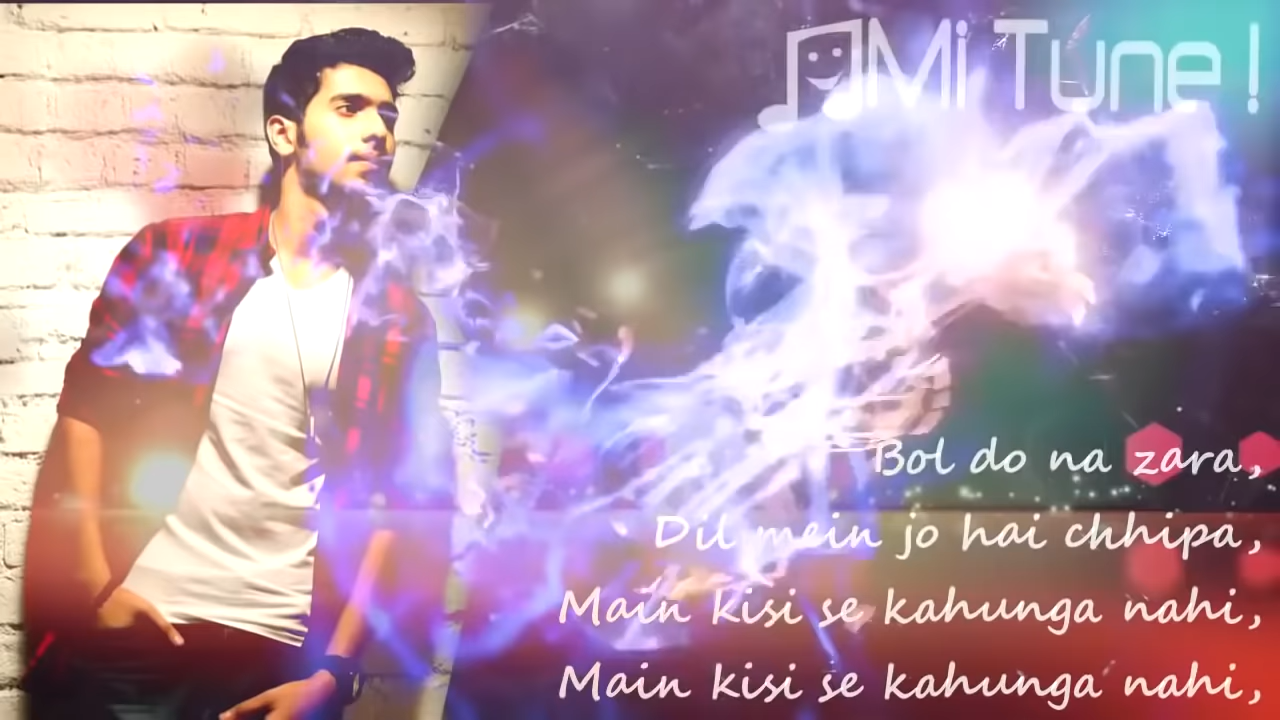 Mi Tune !
Bol do na zara,
Dil mein jo hai chhipa,
Main kisi se kahunga nahi,
Main kisi se kahunga nahi,